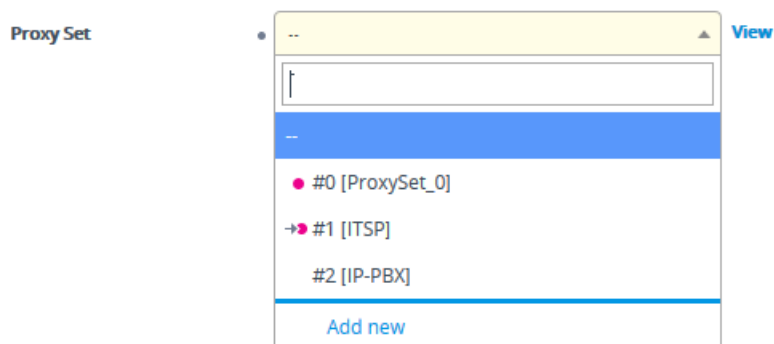 Proxy Set -- View
--
#0 [ProxySet_0]
#1 [ITSP]
#2 [IP-PBX]
Add new